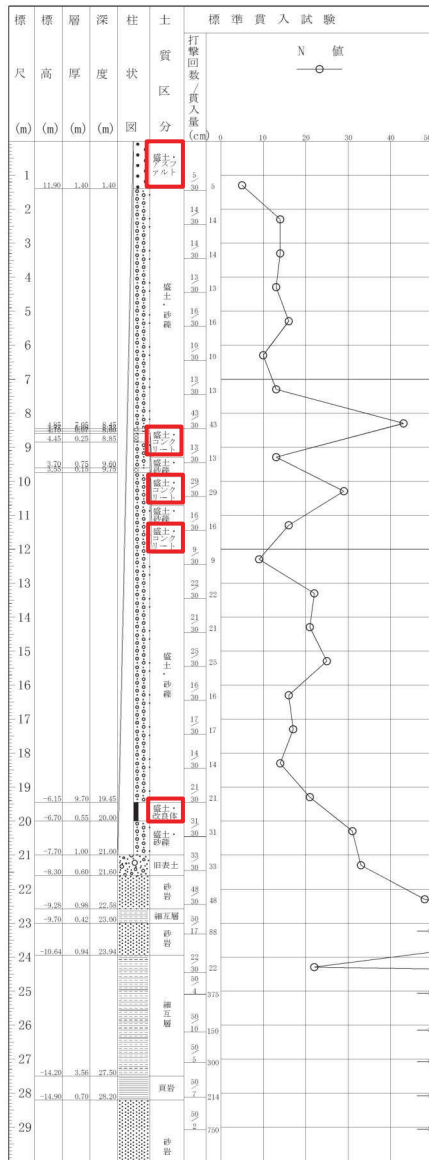 標 標 層 深 柱 土 標 準 貫 入 試 験
尺 高 厚 度 状 質 区 打撃回数／貫入量 N 値
(m) (m) (m) (m) 図 分 (cm) 0 10 20 30 40
盛土・アスファルト
1 5/30 5
11.90 1.40 1.40
2 14/30 14
3 14/30 14
4 13/30 13
盛土・砂礫
5 16/30 16
6 10/30 10
7 13/30 13
8 43/30 43
盛土・コンクリート
4.45 0.25 8.85
9 13/30 13
盛土・砂礫
3.70 0.75 9.60
3.55 0.15 9.75
10 盛土・コンクリート 29/30 29
11 盛土・砂礫 16/30 16
盛土・コンクリート
12 9/30 9
13 22/30 22
14 21/30 21
15 25/30 25
盛土・砂礫
16 16/30 16
17 17/30 17
18 14/30 14
19 21/30 21
-6.15 9.70 19.45
盛土・改良体
20 -6.70 0.55 20.00 31/30 31
盛土・砂礫
21 -7.70 1.00 21.00 33/30 33
旧表土
-8.30 0.60 21.60
22 砂岩 48/30 48
-9.28 0.98 22.58
細互層
23 -9.70 0.42 23.00 50/17 88
砂岩
24 -10.64 0.94 23.94 22/30 22
25 50/4 375
細互層
26 50/10 150
27 50/5 300
-14.20 3.56 27.50
28 頁岩 50/7 214
-14.90 0.70 28.20
29 砂岩 50/2 750